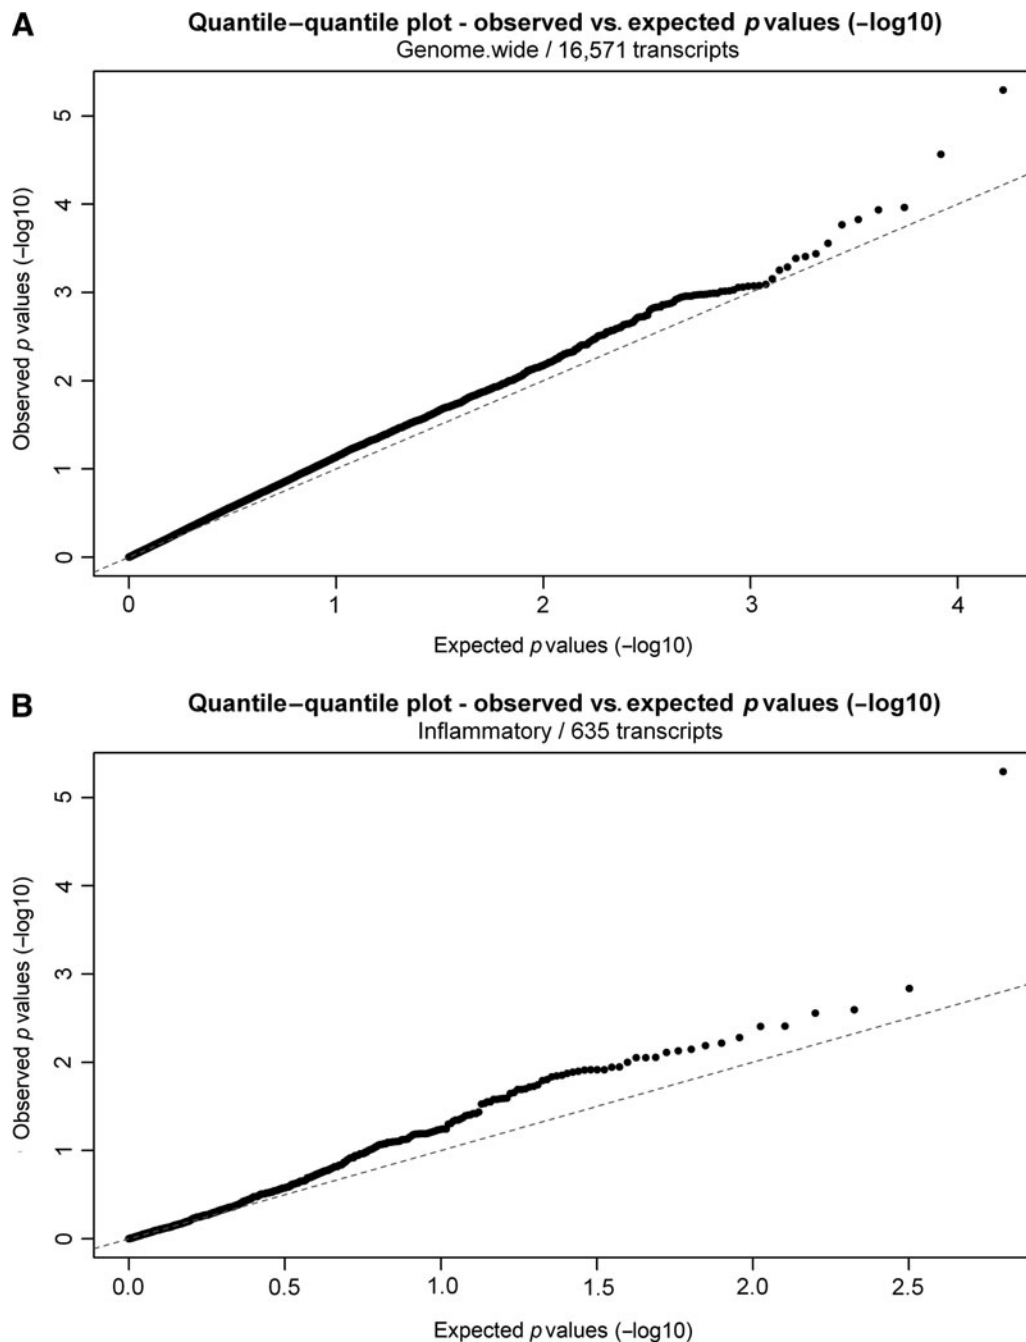 A
Quantile–quantile plot - observed vs. expected p values (–log10)
Genome.wide / 16,571 transcripts
Observed p values (–log10)
5
4
3
2
1
0
0 1 2 3 4
Expected p values (–log10)
B
Quantile–quantile plot - observed vs. expected p values (–log10)
Inflammatory / 635 transcripts
Observed p values (–log10)
5
4
3
2
1
0
0.0 0.5 1.0 1.5 2.0 2.5
Expected p values (–log10)